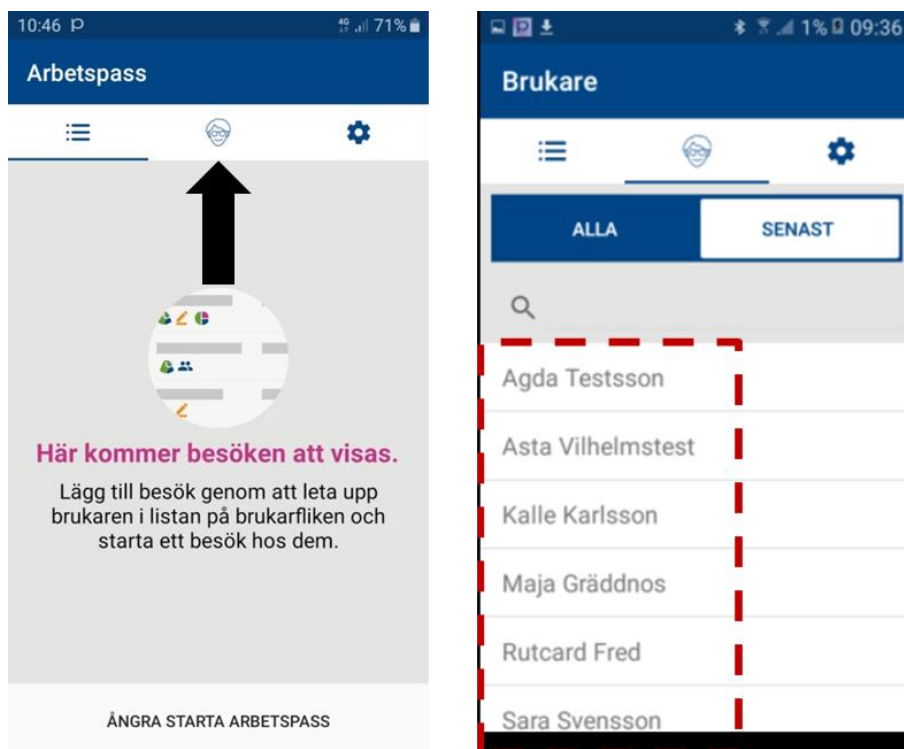 10:46
4G
71%
Arbetspass
Här kommer besöken att visas.
Lägg till besök genom att leta upp
brukaren i listan på brukarfliken och
starta ett besök hos dem.
ÅNGRA STARTA ARBETSPASS
1% 09:36
Brukare
ALLA
SENAST
Agda Testsson
Asta Vilhelmstest
Kalle Karlsson
Maja Gräddnos
Rutcard Fred
Sara Svensson